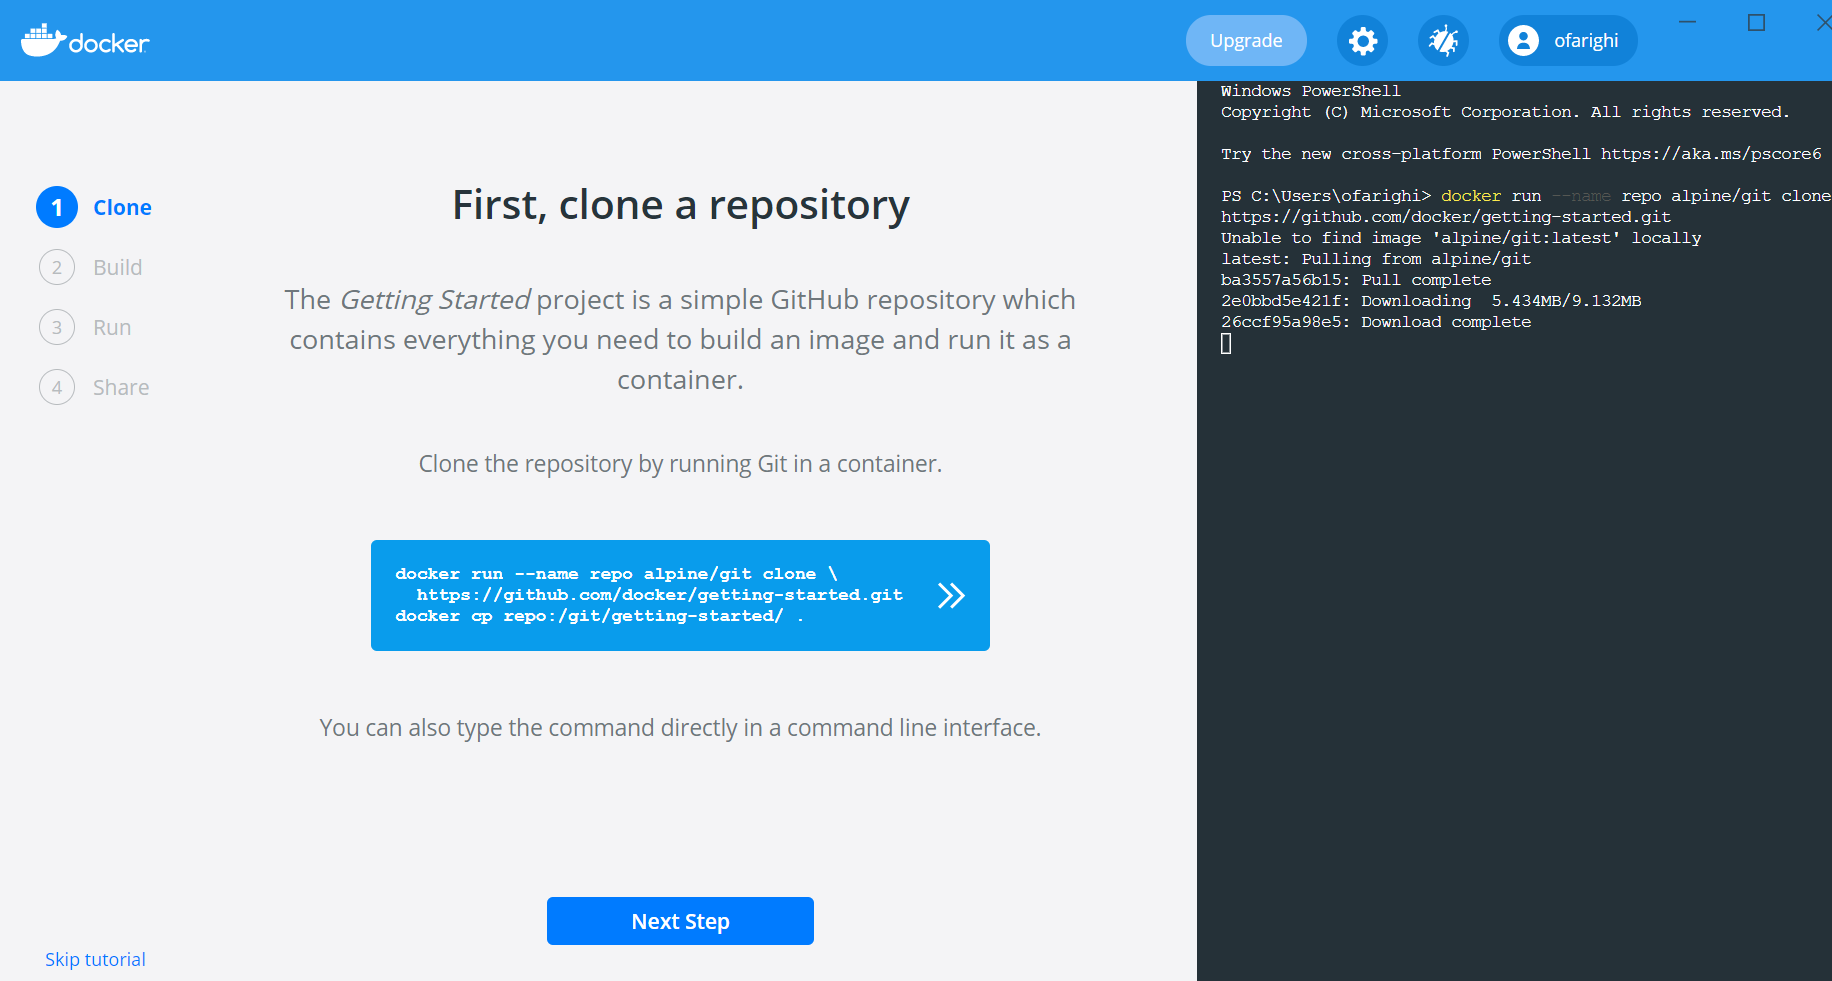 docker
Upgrade
ofarighi
1 Clone
2 Build
3 Run
4 Share
First, clone a repository
The Getting Started project is a simple GitHub repository which
contains everything you need to build an image and run it as a
container.
Clone the repository by running Git in a container.
docker run --name repo alpine/git clone \
https://github.com/docker/getting-started.git
docker cp repo:/git/getting-started/ .
You can also type the command directly in a command line interface.
Next Step
Skip tutorial
Windows PowerShell
Copyright (C) Microsoft Corporation. All rights reserved.
Try the new cross-platform PowerShell https://aka.ms/pscore6
PS C:\Users\ofarighi> docker run --name repo alpine/git clone
https://github.com/docker/getting-started.git
Unable to find image 'alpine/git:latest' locally
latest: Pulling from alpine/git
ba3557a56b15: Pull complete
2e0bbd5e421f: Downloading  5.434MB/9.132MB
26ccf95a98e5: Download complete